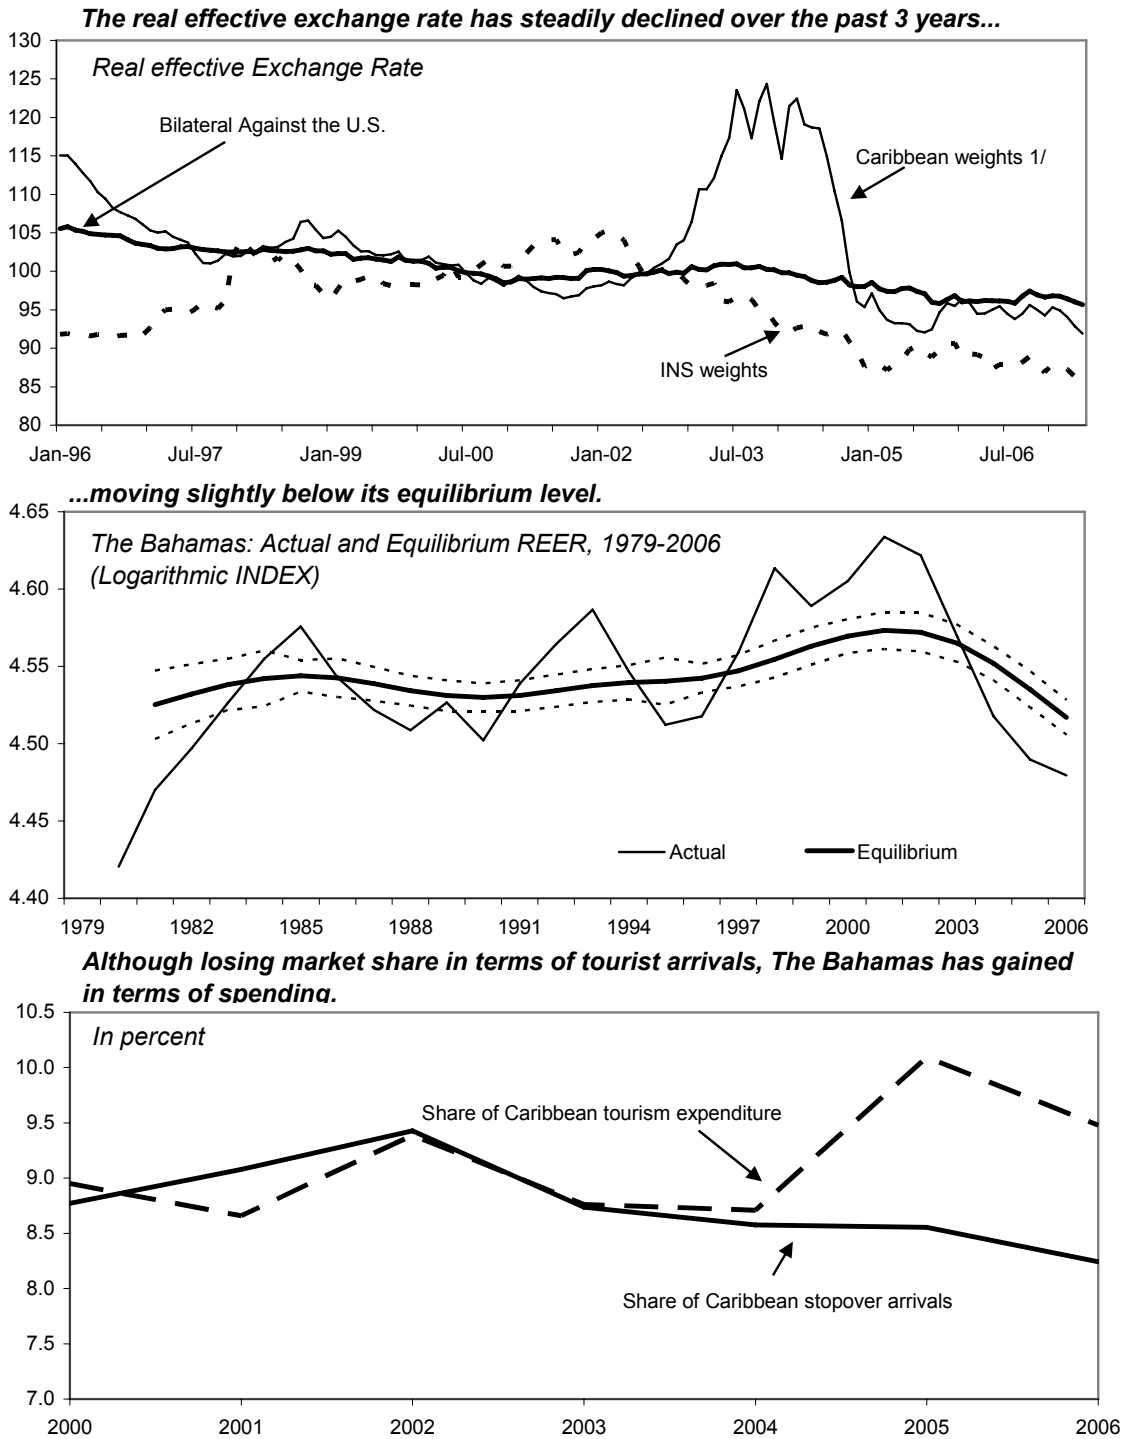 The real effective exchange rate has steadily declined over the past 3 years...
130
Real effective Exchange Rate
125
120
Bilateral Against the U.S.
115
Caribbean weights 1/
110
105
100
95
90
INS weights
85
80
Jan-96 Jul-97 Jan-99 Jul-00 Jan-02 Jul-03 Jan-05 Jul-06
...moving slightly below its equilibrium level.
4.65
The Bahamas: Actual and Equilibrium REER, 1979-2006
(Logarithmic INDEX)
4.60
4.55
4.50
4.45
Actual Equilibrium
4.40
1979 1982 1985 1988 1991 1994 1997 2000 2003 2006
Although losing market share in terms of tourist arrivals, The Bahamas has gained
in terms of spending.
10.5
In percent
10.0
9.5
Share of Caribbean tourism expenditure
9.0
8.5
8.0
Share of Caribbean stopover arrivals
7.5
7.0
2000 2001 2002 2003 2004 2005 2006